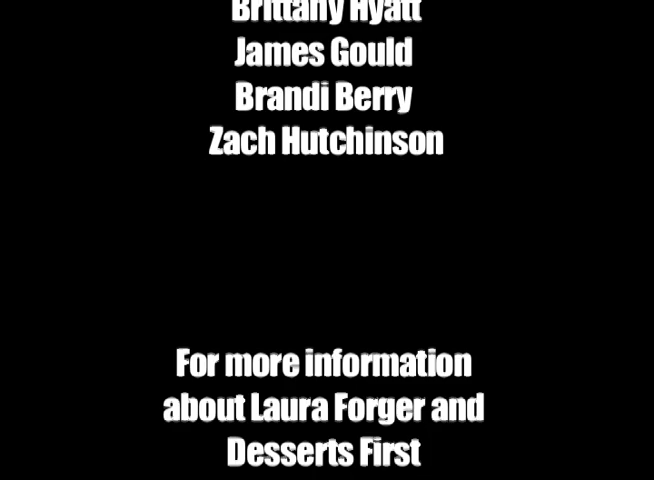 Brittany Hyatt
James Gould
Brandi Berry
Zach Hutchinson
For more information
about Laura Forger and
Desserts First